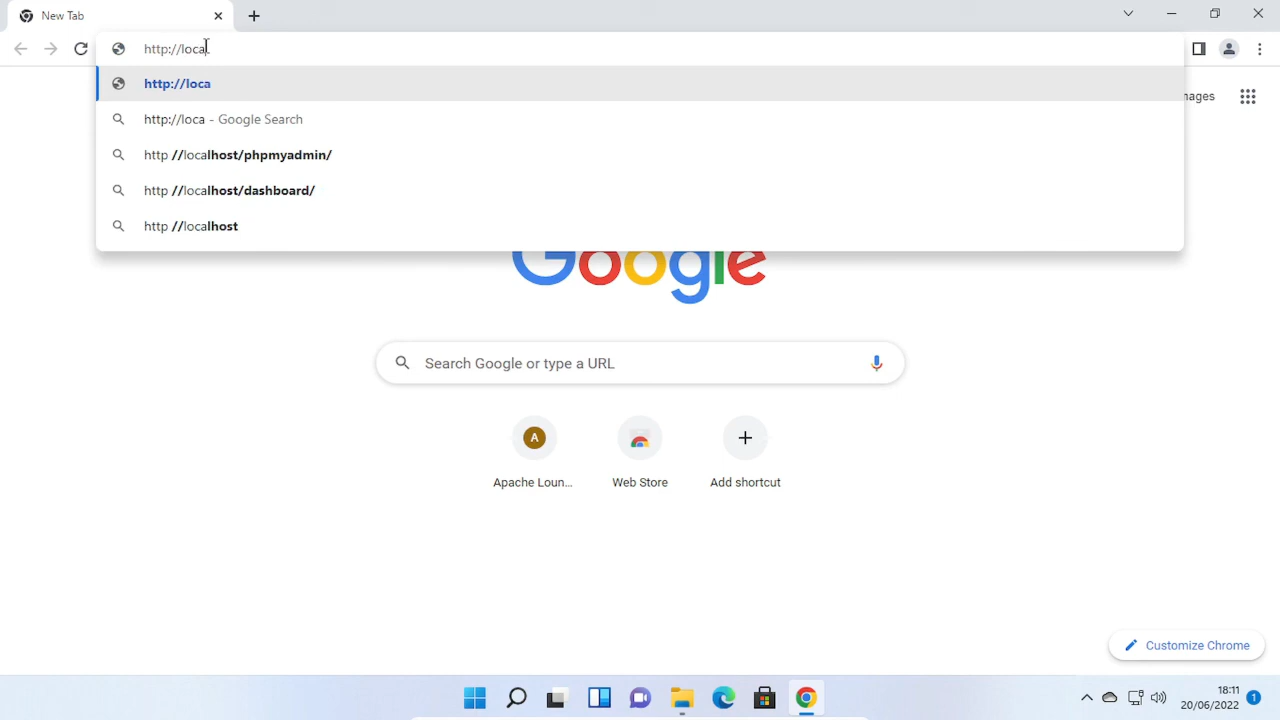 New Tab
http://loca
http://loca
http://loca - Google Search
http //localhost/phpmyadmin/
http //localhost/dashboard/
http //localhost
Google
Search Google or type a URL
A
Apache Loun...
Web Store
Add shortcut
Customize Chrome
18:11
20/06/2022
1